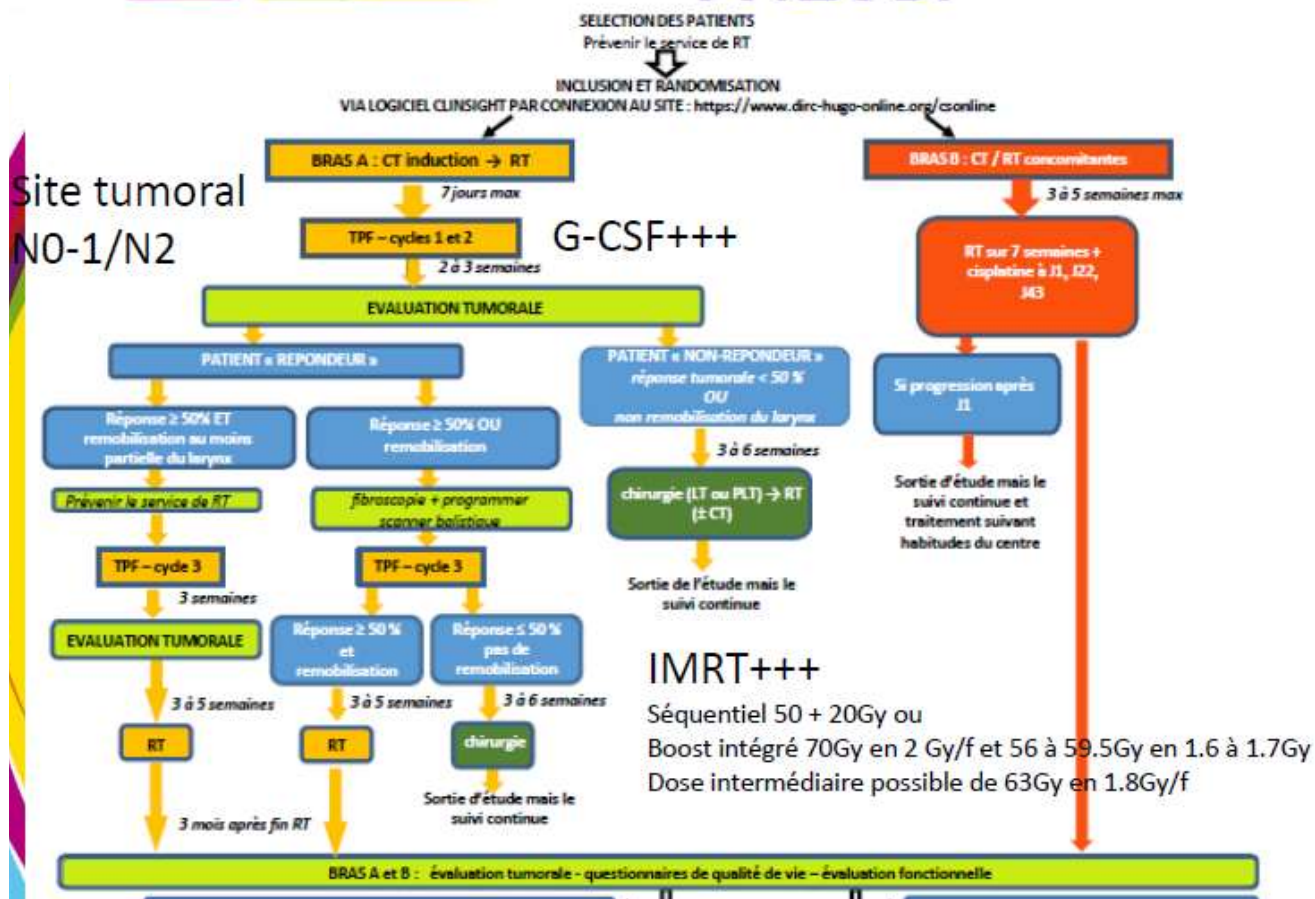 SELECTION DES PATIENTS
Prévenir le service de RT
INCLUSION ET RANDOMISATION
VIA LOGICIEL CLINSIGHT PAR CONNEXION AU SITE : https://www.dirc-hugo-online.org/csonline
BRAS A : CT induction → RT
BRAS B : CT / RT concomitantes
7 jours max
3 à 5 semaines max
Site tumoral
N0-1/N2
TPF – cycles 1 et 2
G-CSF+++
RT sur 7 semaines +
cisplatine à J1, J22,
J43
2 à 3 semaines
EVALUATION TUMORALE
PATIENT « REPONDEUR »
PATIENT « NON-REPONDEUR »
réponse tumorale < 50 %
OU
non remobilisation du larynx
Si progression après
J1
Réponse ≥ 50% ET
remobilisation au moins
partielle du larynx
Réponse ≥ 50% OU
remobilisation
3 à 6 semaines
Prévenir le service de RT
fibroscopie + programmer
scanner balistique
chirurgie (LT ou PLT) → RT
(± CT)
Sortie d'étude mais le
suivi continue et
traitement suivant
habitudes du centre
TPF – cycle 3
TPF – cycle 3
Sortie de l'étude mais le
suivi continue
3 semaines
EVALUATION TUMORALE
Réponse ≥ 50 %
et
remobilisation
Réponse ≤ 50 %
pas de
remobilisation
IMRT+++
Séquentiel 50 + 20Gy ou
Boost intégré 70Gy en 2 Gy/f et 56 à 59.5Gy en 1.6 à 1.7Gy
Dose intermédiaire possible de 63Gy en 1.8Gy/f
3 à 5 semaines
3 à 5 semaines
3 à 6 semaines
RT
RT
chirurgie
Sortie d'étude mais le
suivi continue
3 mois après fin RT
BRAS A et B : évaluation tumorale - questionnaires de qualité de vie – évaluation fonctionnelle